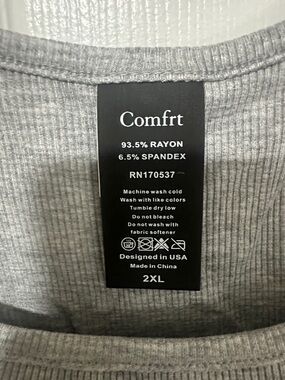 Comfrt
93.5% RAYON
6.5% SPANDEX
RN170537
Machine wash cold
Wash with like colors
Tumble dry low
Do not bleach
Do not wash with
fabric softener
Designed in USA
Made in China
2XL